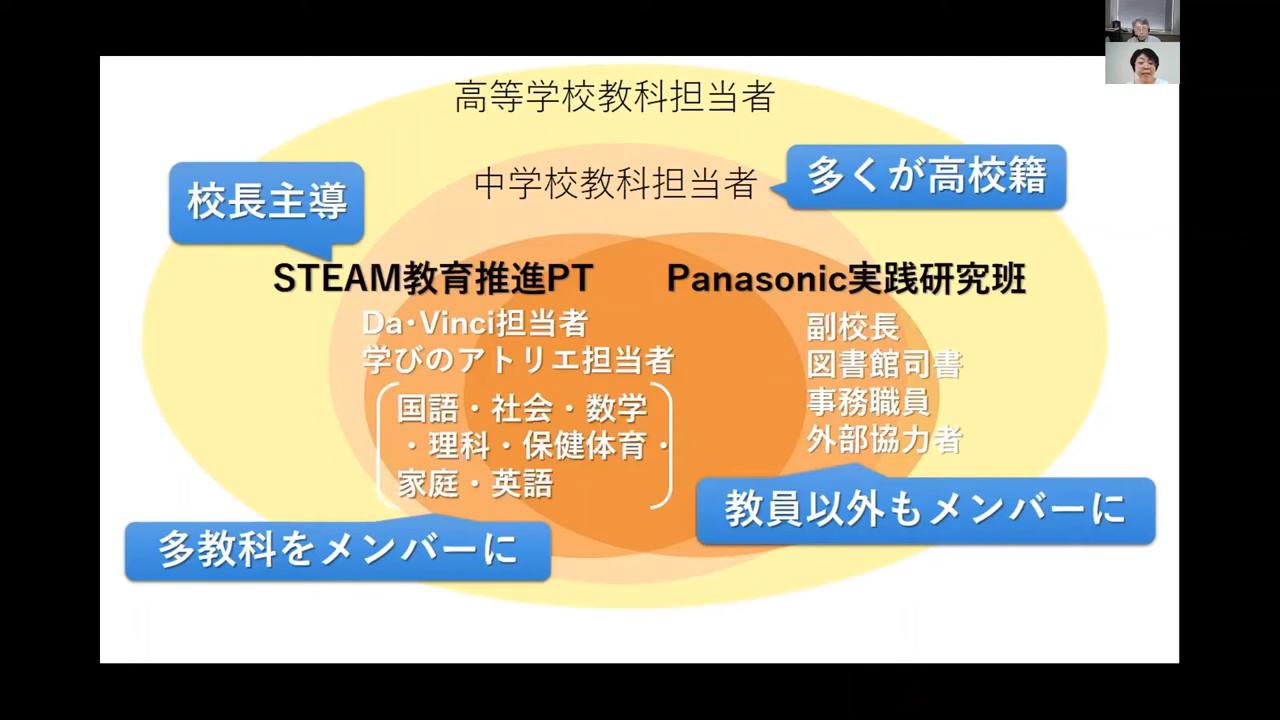 高等学校教科担当者
中学校教科担当者
多くが高校籍
校長主導
STEAM教育推進PT
Da・Vinci担当者
学びのアトリエ担当者
国語・社会・数学
・理科・保健体育・
家庭・英語
多教科をメンバーに
Panasonic実践研究班
副校長
図書館司書
事務職員
外部協力者
教員以外もメンバーに